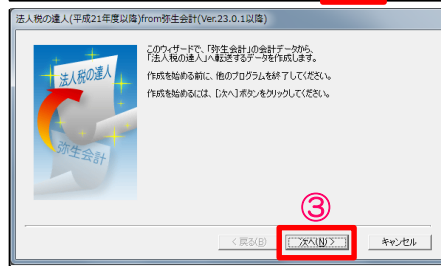 法人税の達人(平成21年度以降)from弥生会計(Ver.23.0.1以降)
このウィザードで、「弥生会計」の会計データから、
「法人税の達人」へ転送するデータを作成します。
作成を始める前に、他のプログラムを終了してください。
作成を始めるには、[次へ]ボタンをクリックしてください。
法人税の達人
弥生会計
③
< 戻る(B)
次へ(N) >
キャンセル